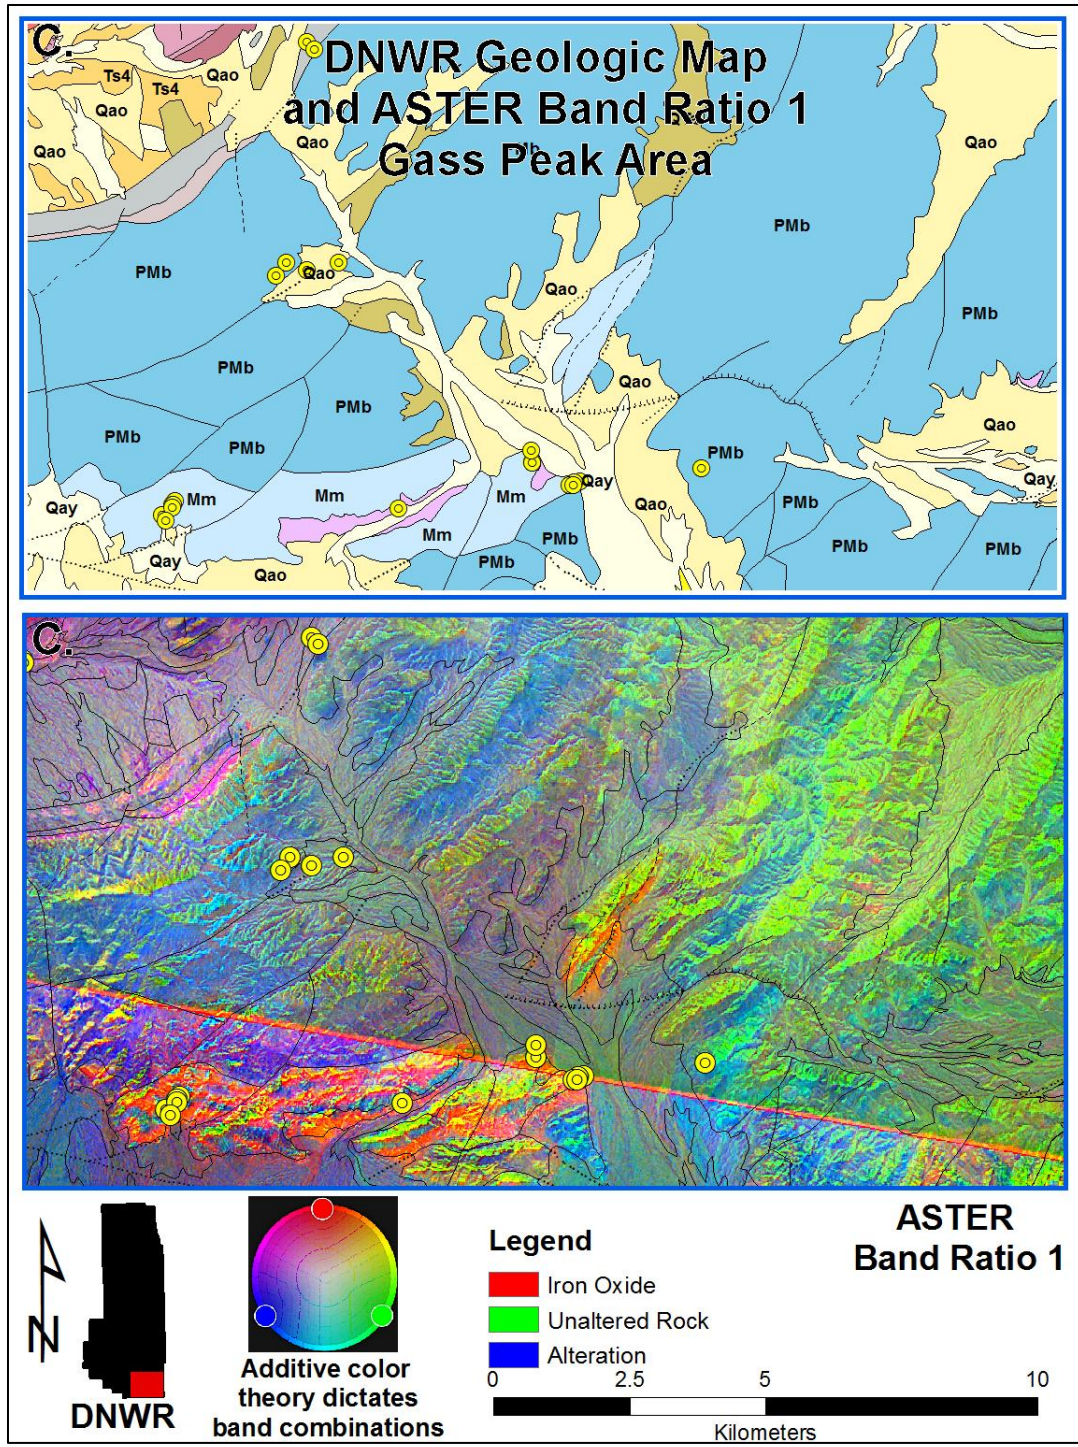 C.
DNWR Geologic Map
and ASTER Band Ratio 1
Gass Peak Area
Ts4
Ts4
Qao
Qao
Qao
Qao
Qao
PMb
PMb
Qao
Qao
PMb
PMb
Qao
PMb
PMb
PMb
PMb
Qao
Qao
Mm
Mm
Mm
Qay
Qay
Qao
Qay
Qay
Mm
PMb
PMb
PMb
PMb
PMb
Qao
C.
ASTER
Band Ratio 1
Legend
Iron Oxide
Unaltered Rock
Alteration
N
DNWR
Additive color
theory dictates
band combinations
0 2.5 5 10
Kilometers